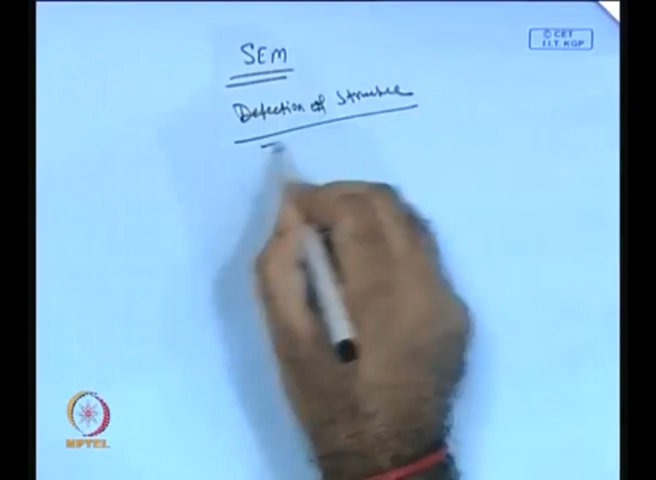 SEM
Detection of Structure
© CET
I.I.T. KGP
NPTEL